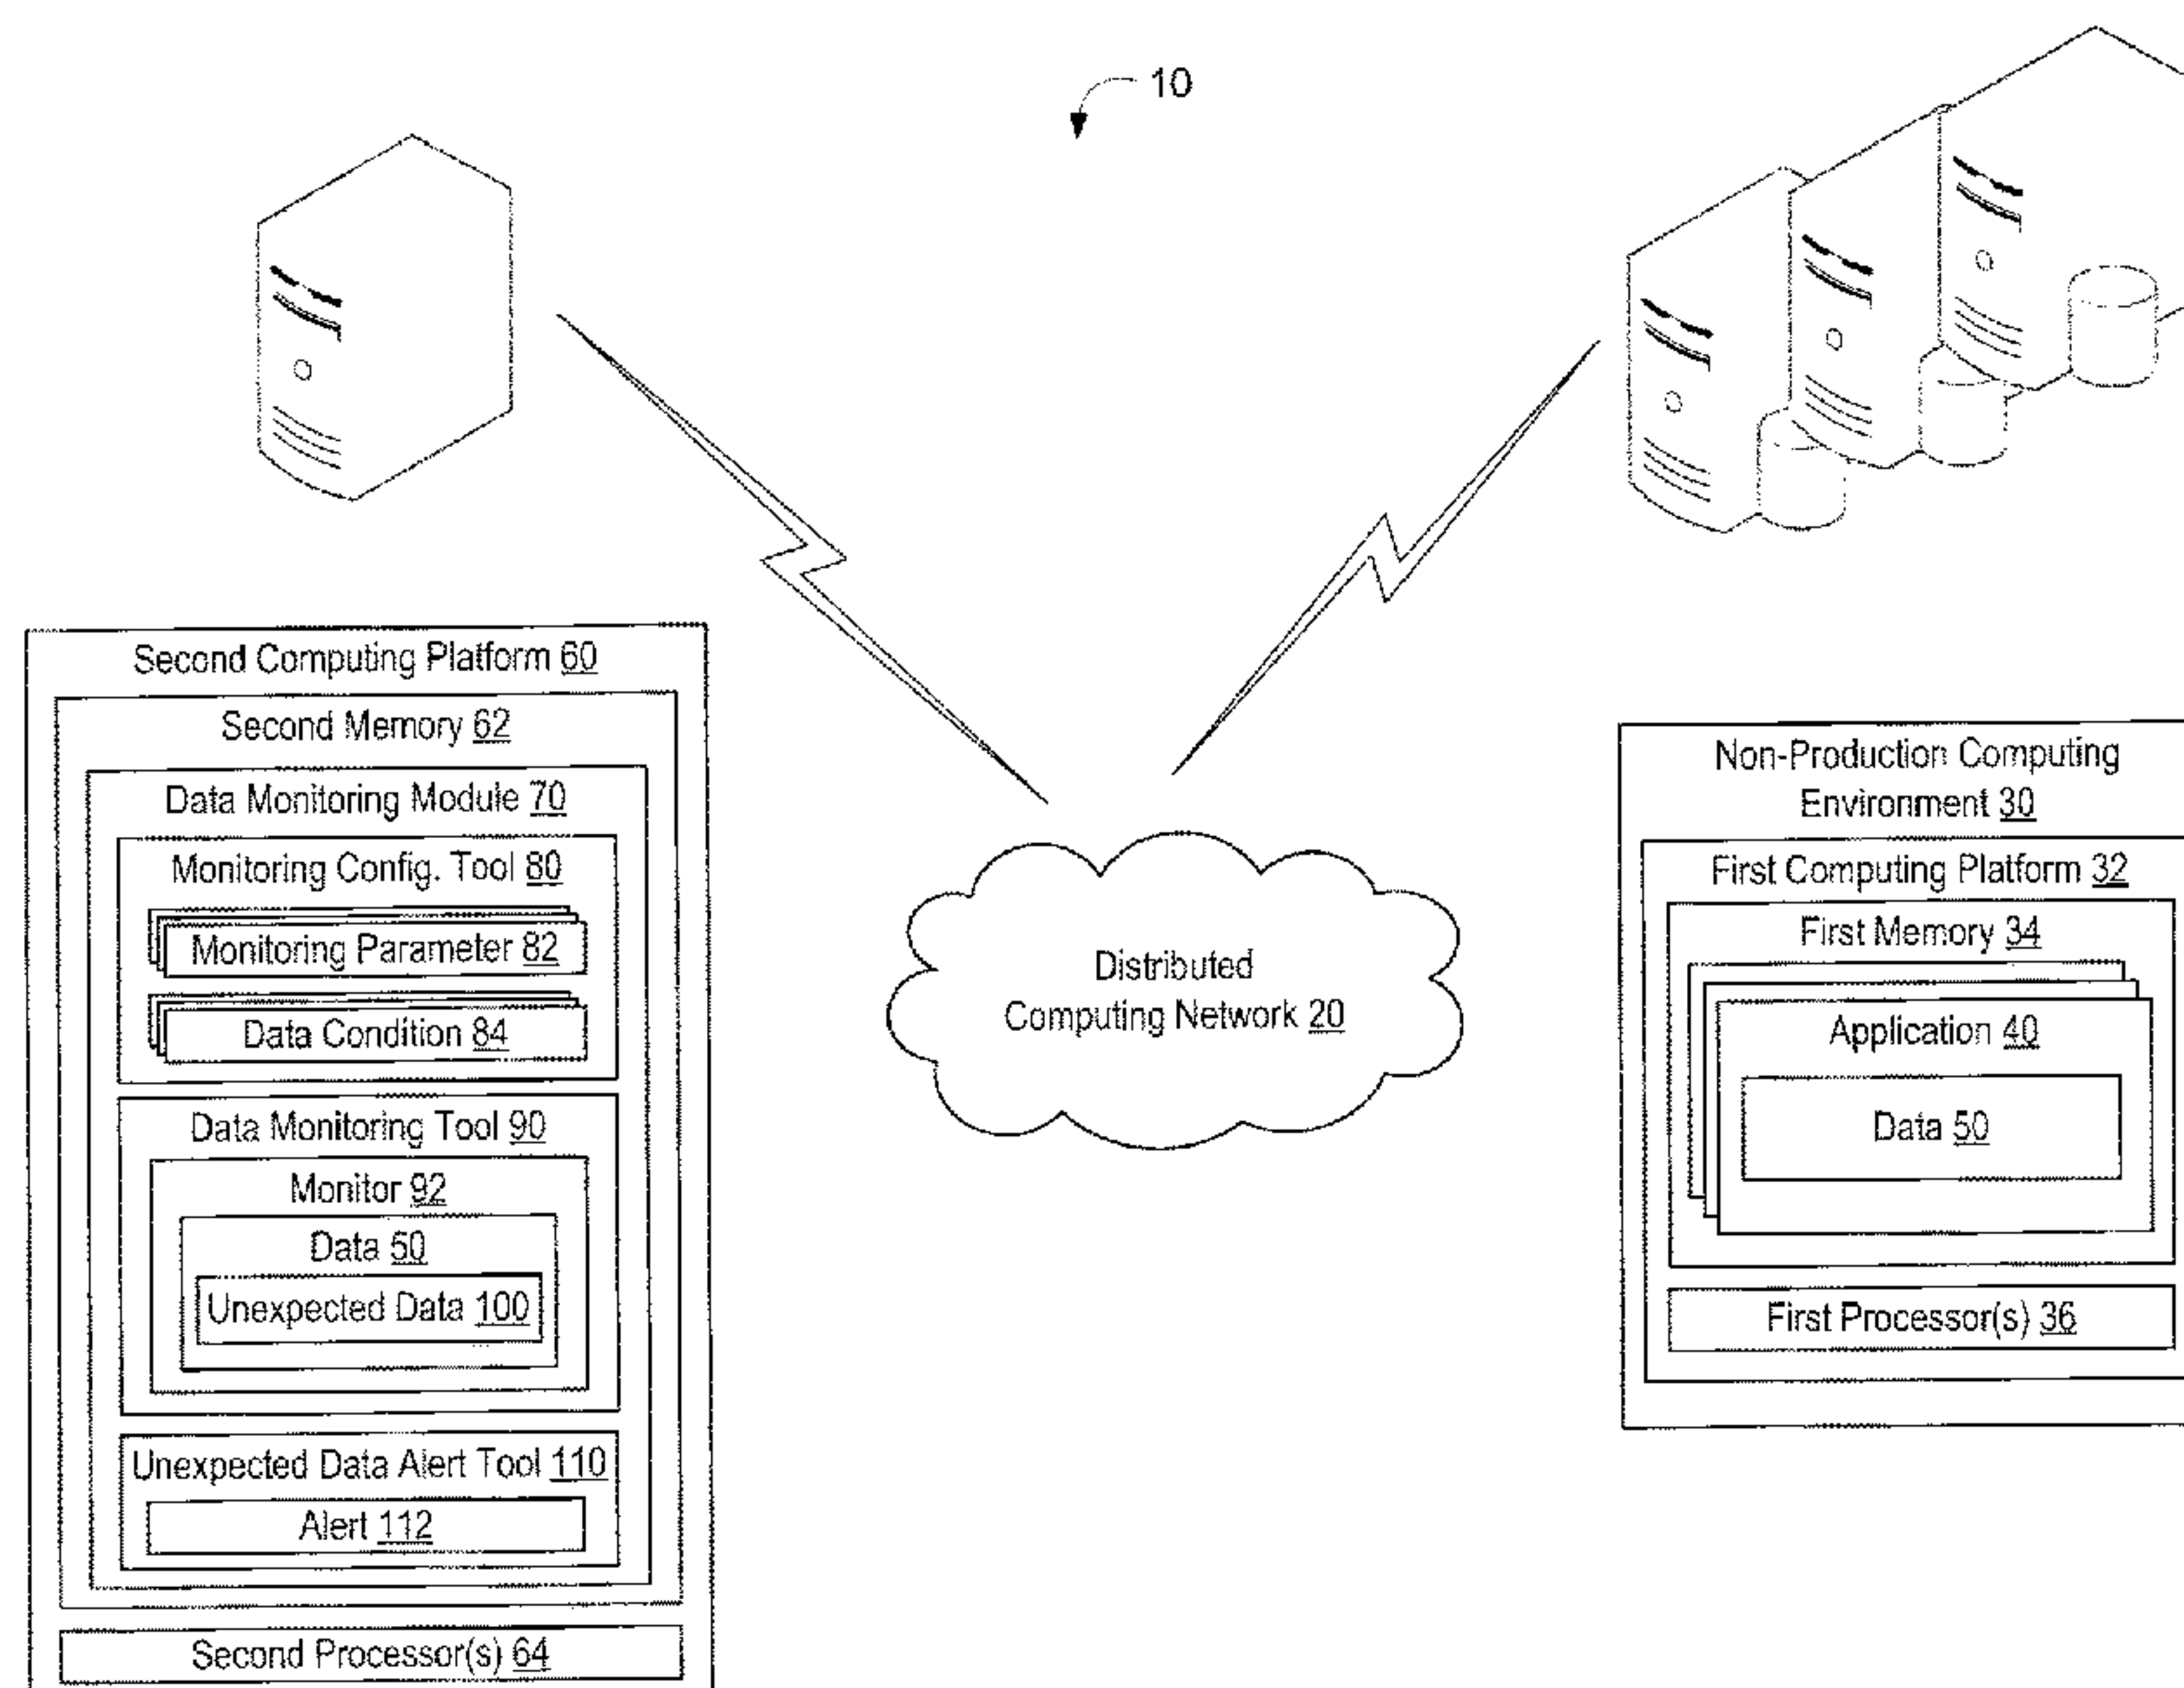 10
Second Computing Platform 60
Second Memory 62
Data Monitoring Module 70
Monitoring Config. Tool 80
Monitoring Parameter 82
Data Condition 84
Data Monitoring Tool 90
Monitor 92
Data 50
Unexpected Data 100
Unexpected Data Alert Tool 110
Alert 112
Second Processor(s) 64
Distributed
Computing Network 20
Non-Production Computing
Environment 30
First Computing Platform 32
First Memory 34
Application 40
Data 50
First Processor(s) 36